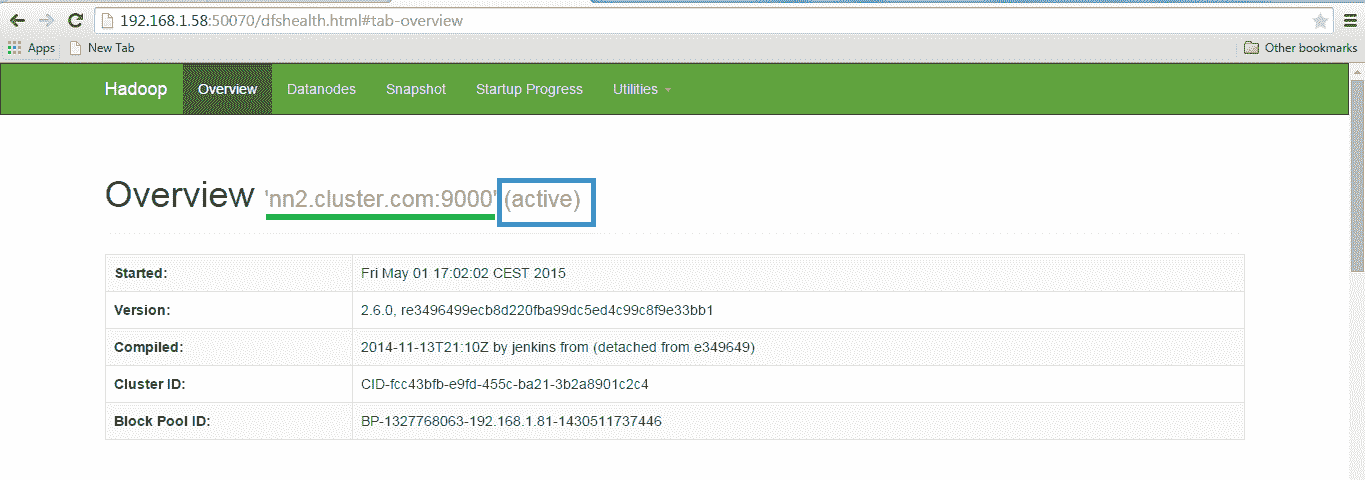 192.168.1.58:50070/dfshealth.html#tab-overview
Apps New Tab Other bookmarks
Hadoop Overview Datanodes Snapshot Startup Progress Utilities
Overview 'nn2.cluster.com:9000' (active)
Started: Fri May 01 17:02:02 CEST 2015
Version: 2.6.0, re3496499ecb8d220fba99dc5ed4c99c8f9e33bb1
Compiled: 2014-11-13T21:10Z by jenkins from (detached from e349649)
Cluster ID: CID-fcc43bfb-e9fd-455c-ba21-3b2a8901c2c4
Block Pool ID: BP-1327768063-192.168.1.81-1430511737446